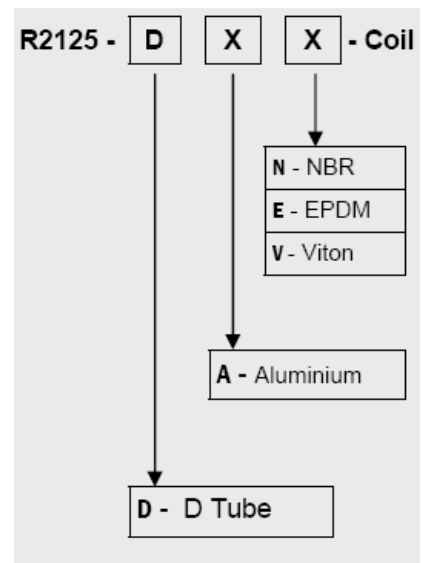 R2125 - D X X - Coil
N - NBR
E - EPDM
V - Viton
A - Aluminium
D - D Tube